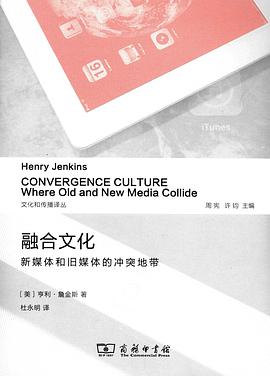 16
iTunes
Henry Jenkins
CONVERGENCE CULTURE
Where Old and New Media Collide
文化和传播译丛
周宪 许钧 主编
融合文化
新媒体和旧媒体的冲突地带
[美] 亨利·詹金斯 著
杜永明 译
商务印书馆
The Commercial Press